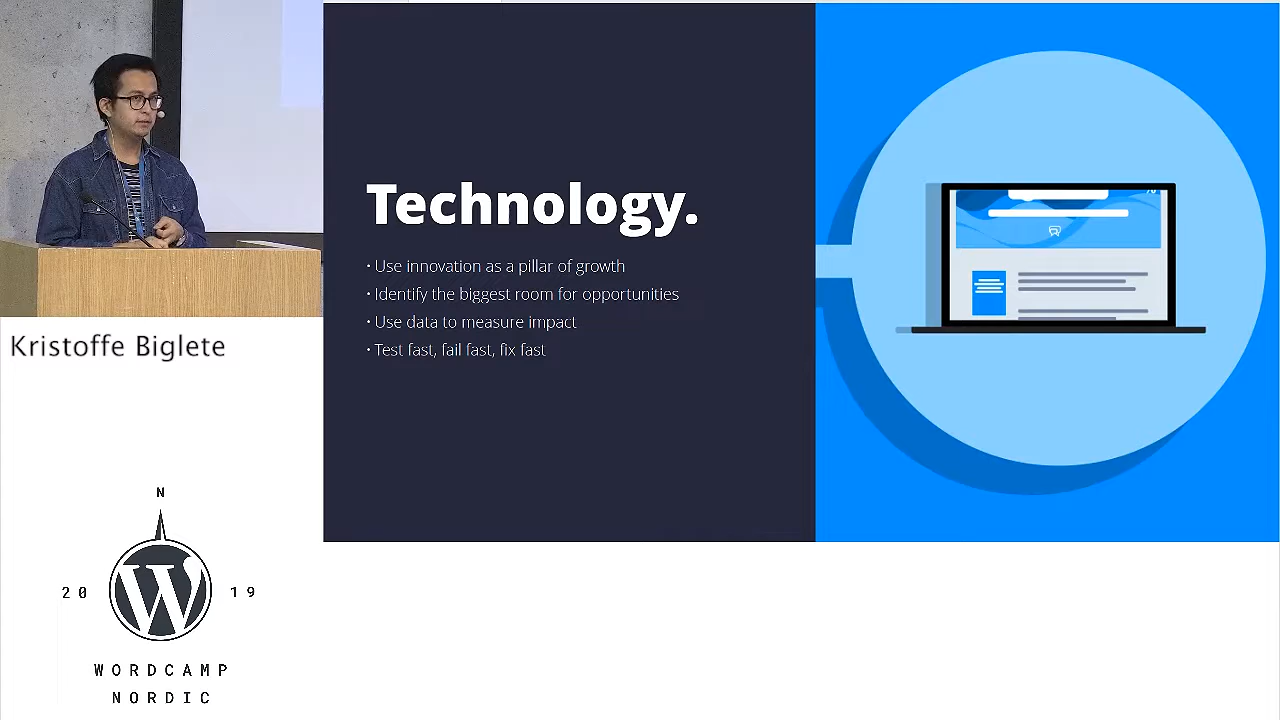 Technology.
• Use innovation as a pillar of growth
• Identify the biggest room for opportunities
• Use data to measure impact
• Test fast, fail fast, fix fast
Kristoffe Biglete
N
20 19
WORDCAMP
NORDIC